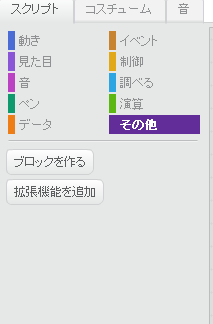 スクリプト コスチューム 音
動き イベント
見た目 制御
音 調べる
ペン 演算
データ その他
ブロックを作る
拡張機能を追加